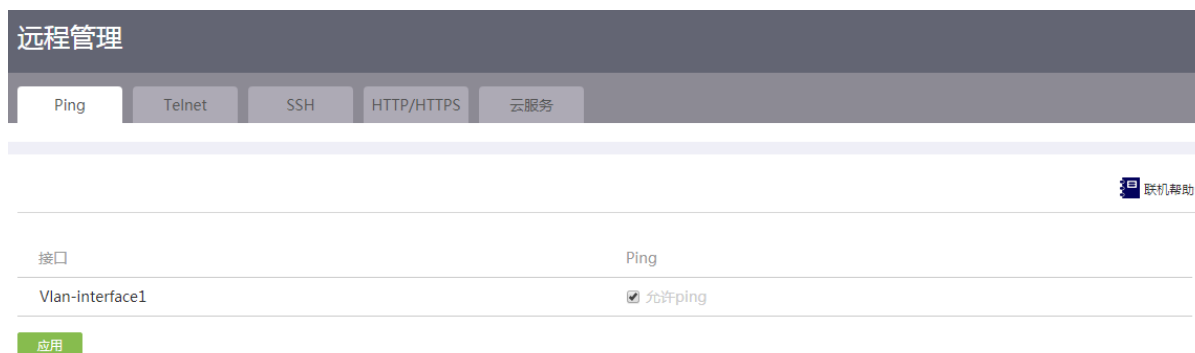 远程管理
Ping Telnet SSH HTTP/HTTPS 云服务
联机帮助
接口 Ping
Vlan-interface1 允许ping
应用